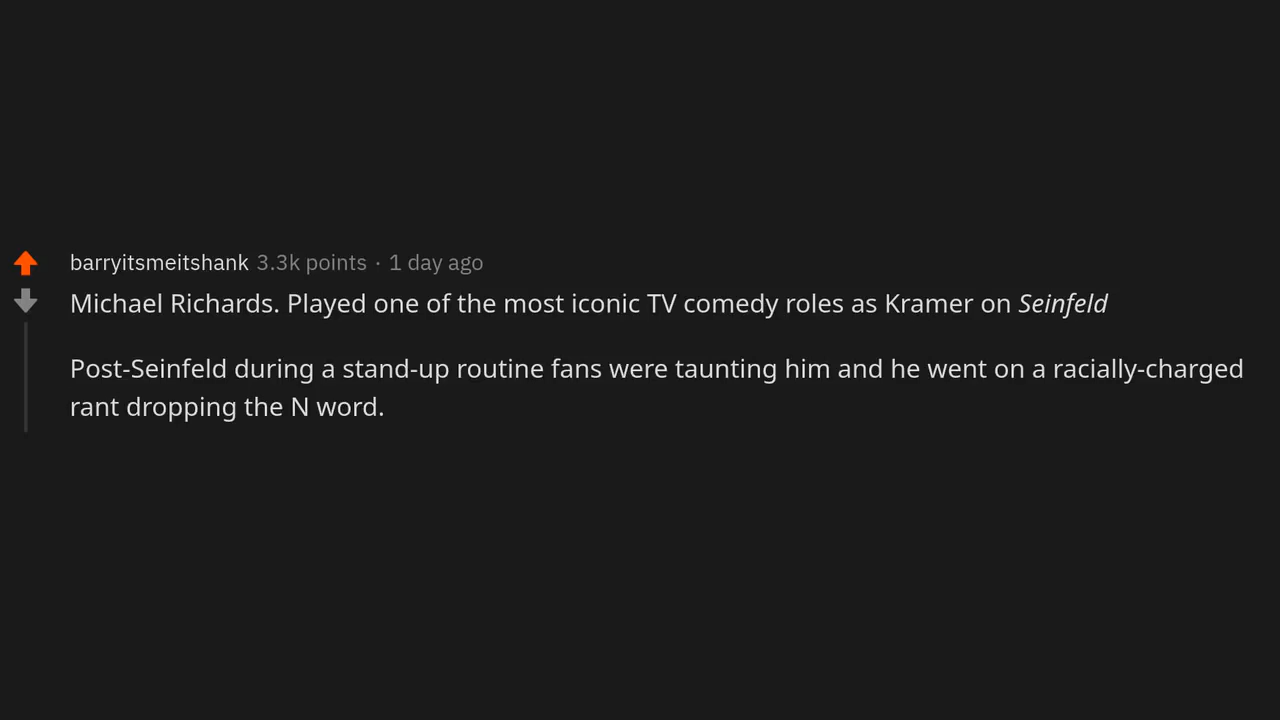 barryitsmeitshank 3.3k points · 1 day ago
Michael Richards. Played one of the most iconic TV comedy roles as Kramer on Seinfeld
Post-Seinfeld during a stand-up routine fans were taunting him and he went on a racially-charged
rant dropping the N word.